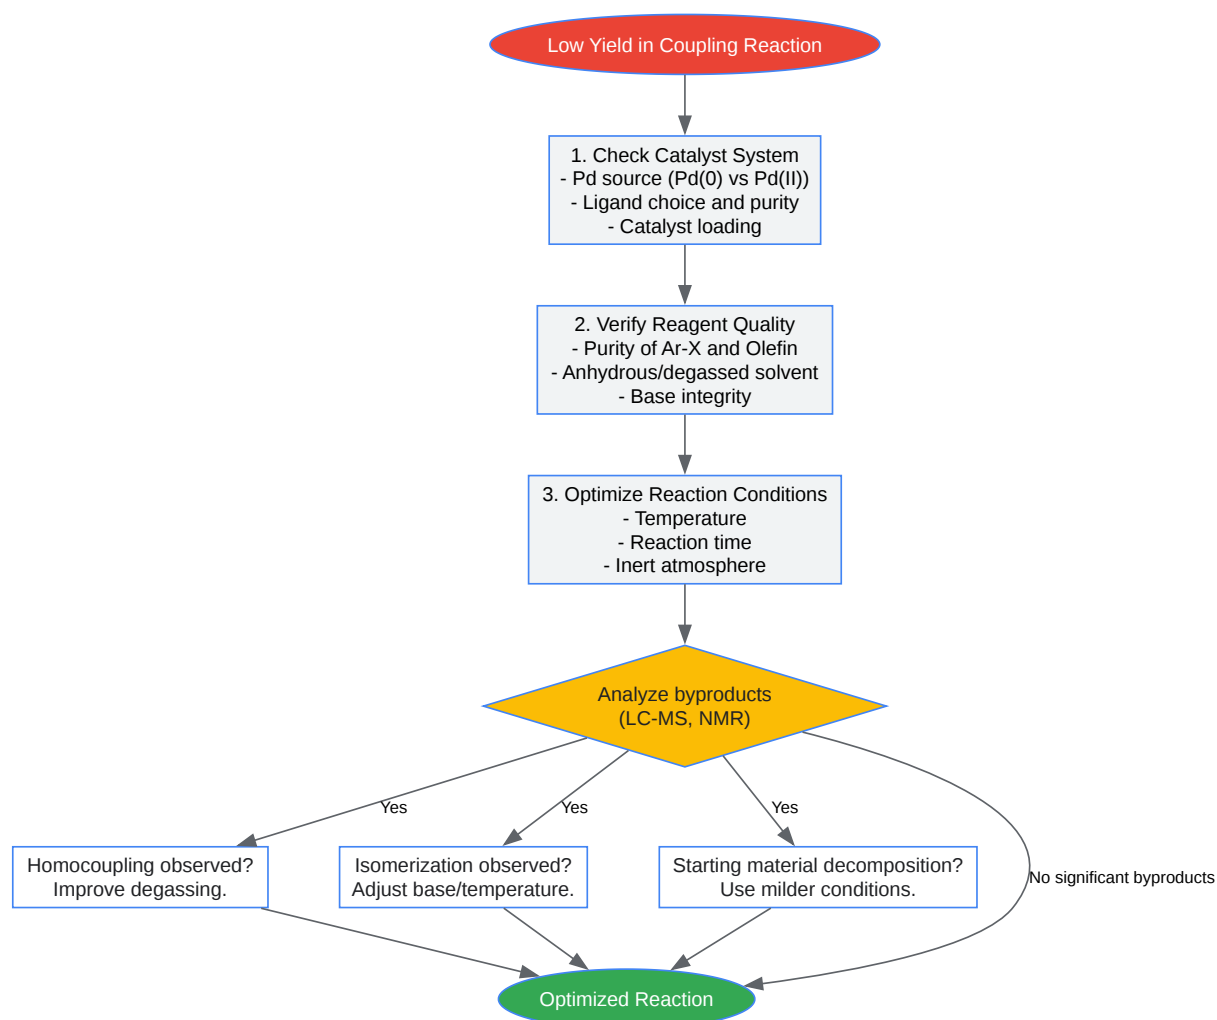 Low Yield in Coupling Reaction
1. Check Catalyst System
- Pd source (Pd(0) vs Pd(II))
- Ligand choice and purity
- Catalyst loading
2. Verify Reagent Quality
- Purity of Ar-X and Olefin
- Anhydrous/degassed solvent
- Base integrity
3. Optimize Reaction Conditions
- Temperature
- Reaction time
- Inert atmosphere
Analyze byproducts
(LC-MS, NMR)
Yes
Yes
Yes
No significant byproducts
Homocoupling observed?
Improve degassing.
Isomerization observed?
Adjust base/temperature.
Starting material decomposition?
Use milder conditions.
Optimized Reaction